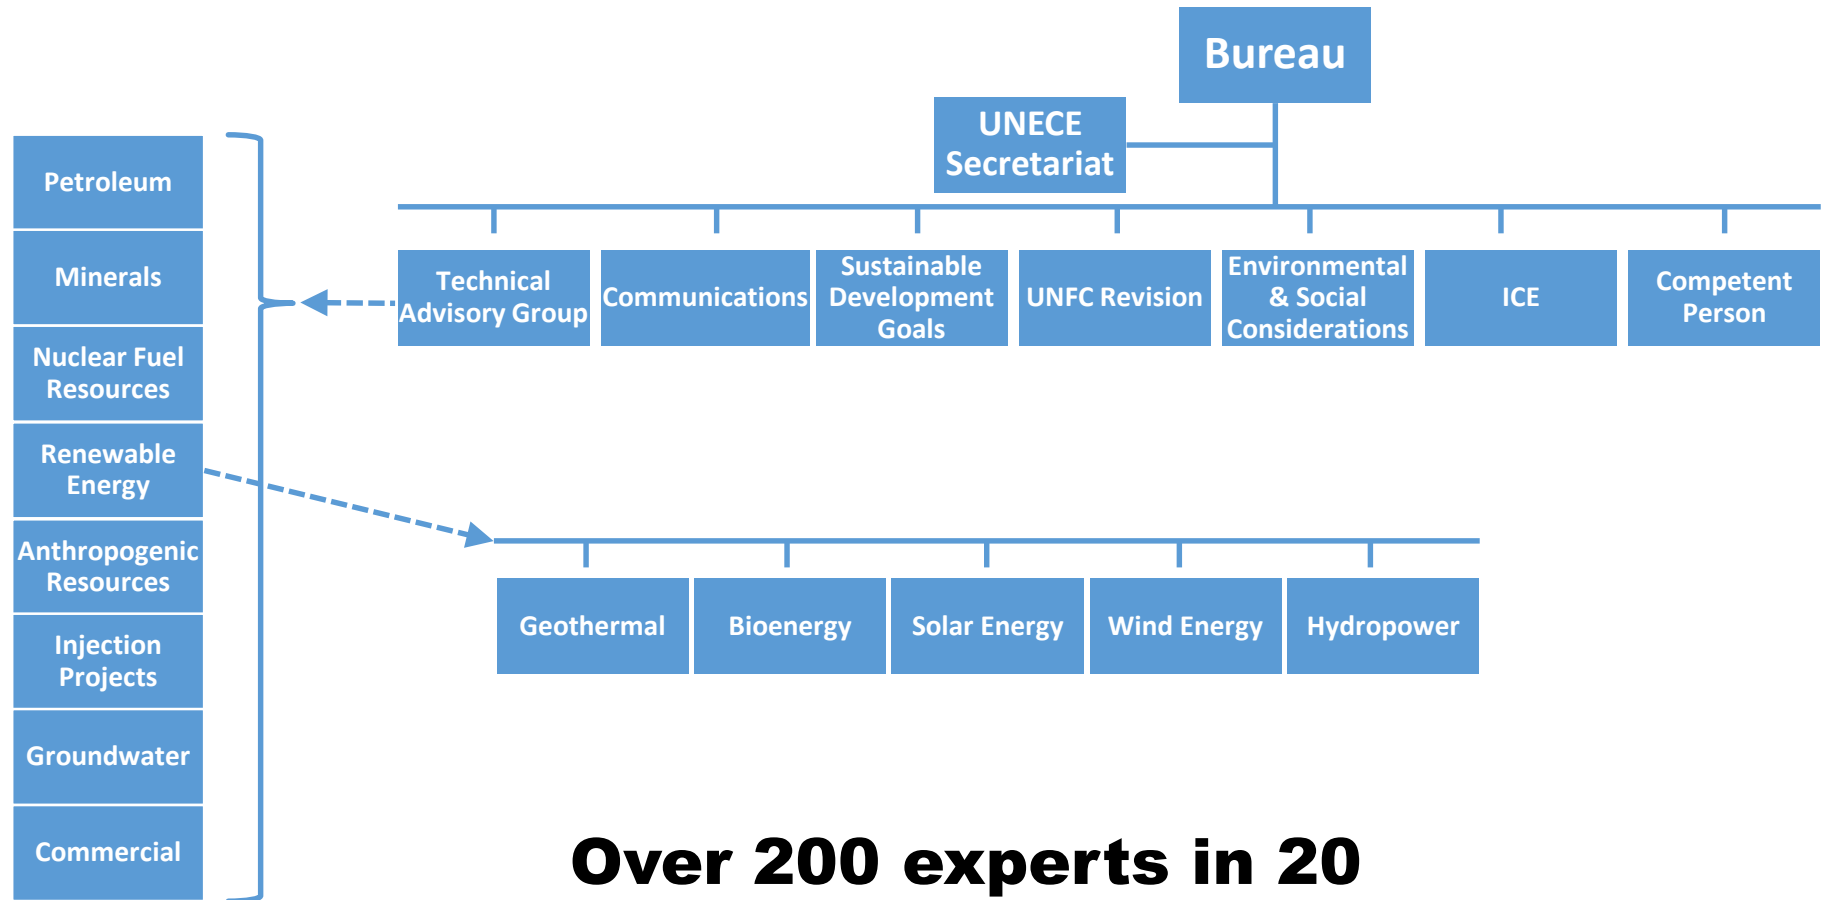 Bureau
UNECE
Secretariat
Petroleum
Minerals
Nuclear Fuel
Resources
Renewable
Energy
Anthropogenic
Resources
Injection
Projects
Groundwater
Commercial
Technical
Advisory Group
Communications
Sustainable
Development
Goals
UNFC Revision
Environmental
& Social
Considerations
ICE
Competent
Person
Geothermal
Bioenergy
Solar Energy
Wind Energy
Hydropower
Over 200 experts in 20